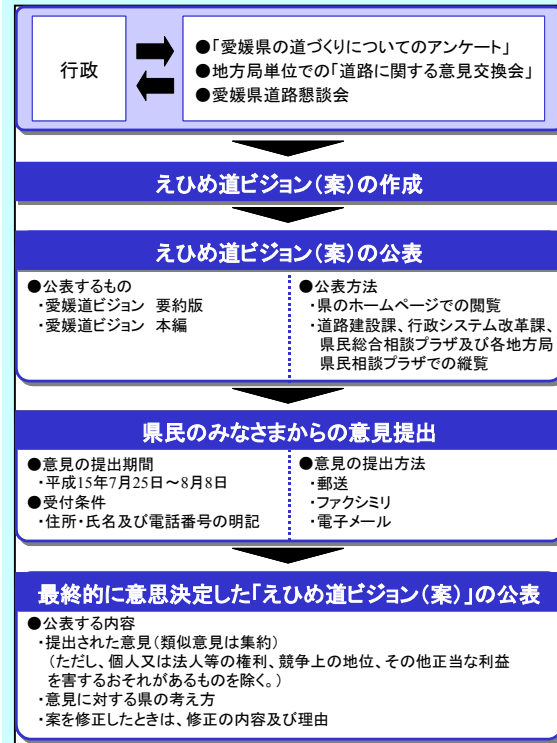 行政
●「愛媛県の道づくりについてのアンケート」
●地方局単位での「道路に関する意見交換会」
●愛媛県道路懇談会
えひめ道ビジョン(案)の作成
えひめ道ビジョン(案)の公表
●公表するもの
・愛媛道ビジョン 要約版
・愛媛道ビジョン 本編
●公表方法
・県のホームページでの閲覧
・道路建設課、行政システム改革課、
県民総合相談プラザ及び各地方局
県民相談プラザでの縦覧
県民のみなさまからの意見提出
●意見の提出期間
・平成15年7月25日~8月8日
●受付条件
・住所・氏名及び電話番号の明記
●意見の提出方法
・郵送
・ファクシミリ
・電子メール
最終的に意思決定した「えひめ道ビジョン(案)」の公表
●公表する内容
・提出された意見(類似意見は集約)
(ただし、個人又は法人等の権利、競争上の地位、その他正当な利益
を害するおそれがあるものを除く。)
・意見に対する県の考え方
・案を修正したときは、修正の内容及び理由